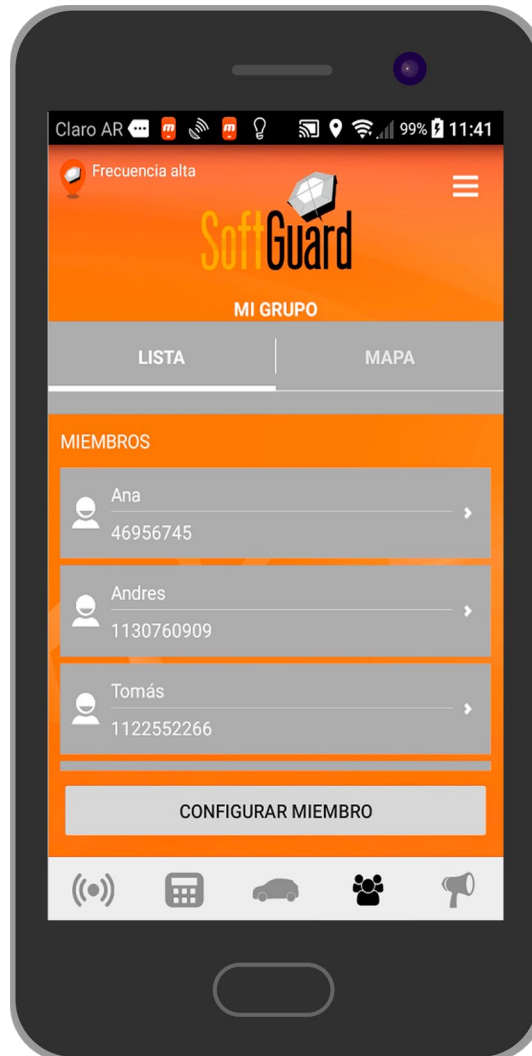 Claro AR 99% 11:41
Frecuencia alta
SoftGuard
MI GRUPO
LISTA MAPA
MIEMBROS
Ana
46956745
Andres
1130760909
Tomás
1122552266
CONFIGURAR MIEMBRO